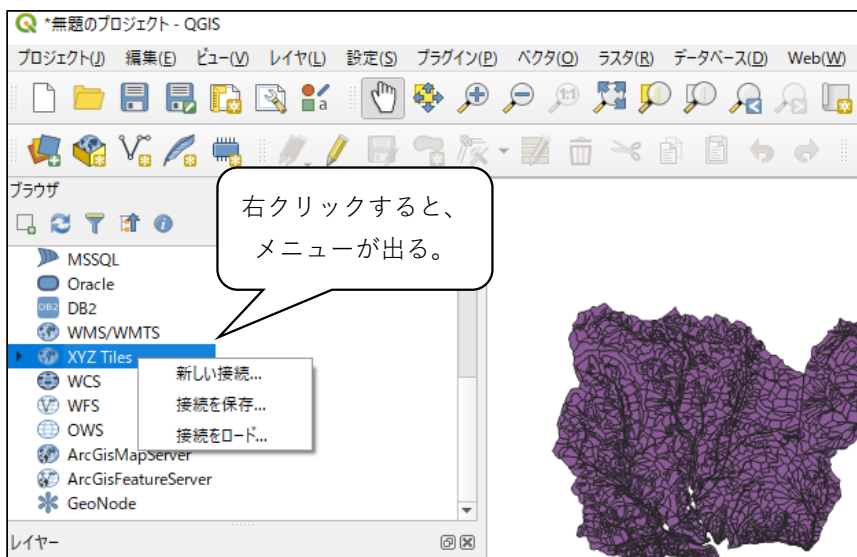 *無題のプロジェクト - QGIS
プロジェクト(J) 編集(E) ビュー(V) レイヤ(L) 設定(S) プラグイン(P) ベクタ(O) ラスタ(R) データベース(D) Web(W)
1:1
a
ブラウザ
右クリックすると、
メニューが出る。
MSSQL
Oracle
DB2 DB2
WMS/WMTS
XYZ Tiles
新しい接続...
WCS
接続を保存...
WFS
OWS
接続をロード...
ArcGisMapServer
ArcGisFeatureServer
GeoNode
レイヤー